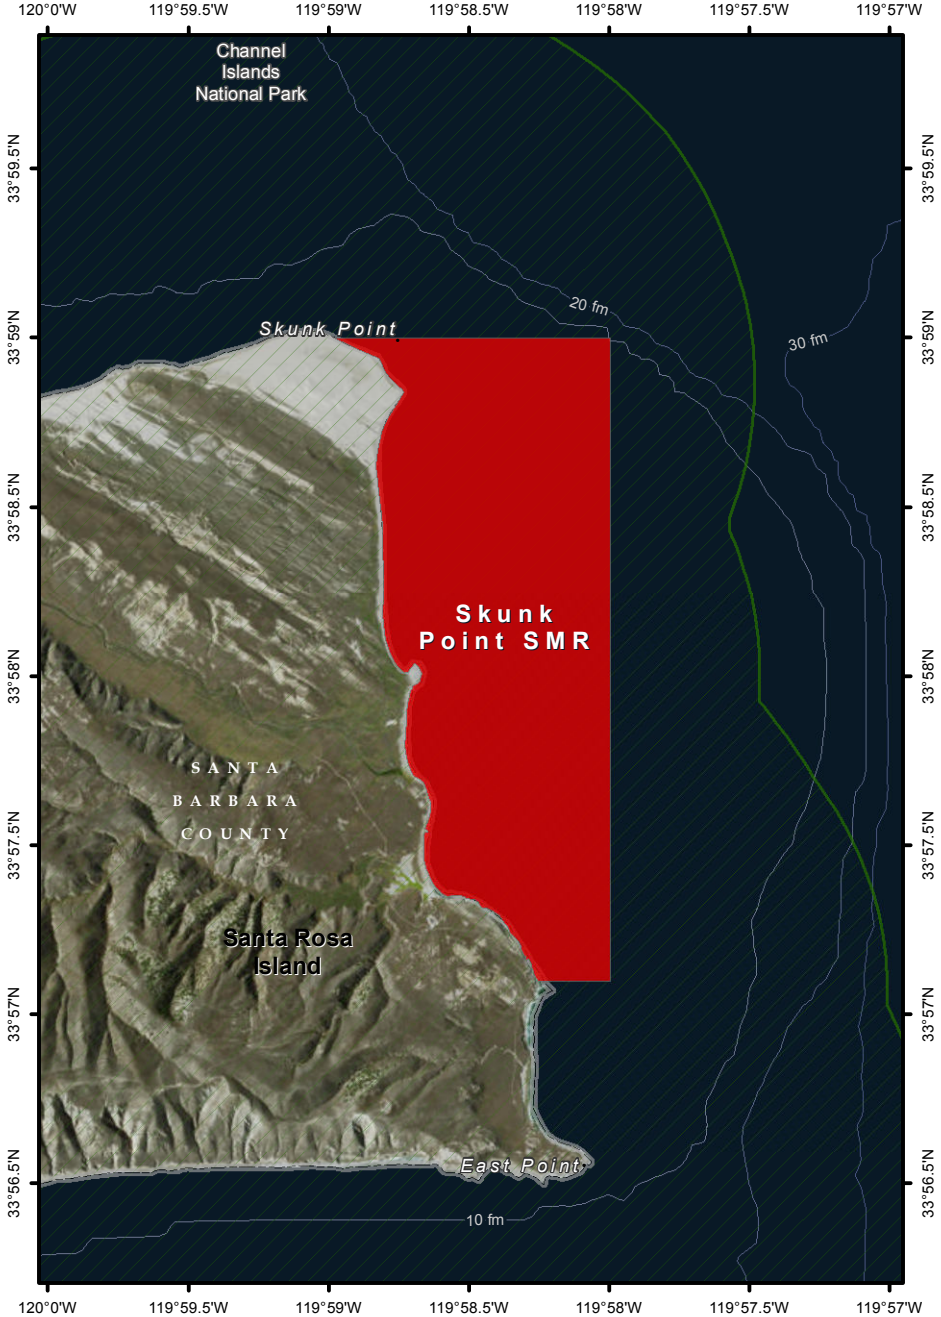 120°0'W 119°59.5'W 119°59'W 119°58.5'W 119°58'W 119°57.5'W 119°57'W
Channel
Islands
National Park
33°59.5'N 33°59.5'N
20 fm
Skunk Point
33°59'N 33°59'N
30 fm
33°58.5'N 33°58.5'N
Skunk
Point SMR
33°58'N 33°58'N
SANTA
BARBARA
COUNTY
33°57.5'N 33°57.5'N
Santa Rosa
Island
33°57'N 33°57'N
East Point
33°56.5'N 33°56.5'N
10 fm
120°0'W 119°59.5'W 119°59'W 119°58.5'W 119°58'W 119°57.5'W 119°57'W